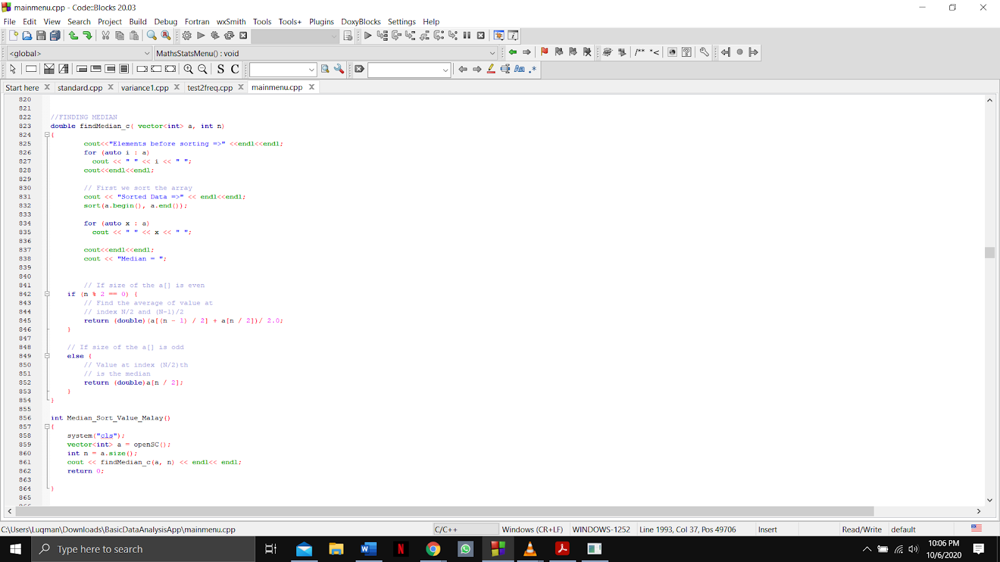 mainmenu.cpp - Code::Blocks 20.03
File Edit View Search Project Build Debug Fortran wxSmith Tools Tools+ Plugins DoxyBlocks Settings Help
<global> MathsStatsMenu() : void
/** *<
S C Aa .*
Start here standard.cpp variance1.cpp test2freq.cpp mainmenu.cpp
820
821
822 //FINDING MEDIAN
823 double findMedian_c( vector<int> a, int n)
824 {
825 cout<<"Elements before sorting =>" <<endl<<endl;
826 for (auto i : a)
827 cout << " " << i << " ";
828 cout<<endl<<endl;
829
830 // First we sort the array
831 cout << "Sorted Data =>" << endl<<endl;
832 sort(a.begin(), a.end());
833
834 for (auto x : a)
835 cout << " " << x << " ";
836
837 cout<<endl<<endl;
838 cout << "Median = ";
839
840
841 // If size of the a[] is even
842 if (n % 2 == 0) {
843 // Find the average of value at
844 // index N/2 and (N-1)/2
845 return (double)(a[(n - 1) / 2] + a[n / 2])/ 2.0;
846 }
847
848 // If size of the a[] is odd
849 else {
850 // Value at index (N/2)th
851 // is the median
852 return (double)a[n / 2];
853 }
854 }
855
856 int Median_Sort_Value_Malay()
857 {
858 system("cls");
859 vector<int> a = openSC();
860 int n = a.size();
861 cout << findMedian_c(a, n) << endl<< endl;
862 return 0;
863
864 }
865
C:\Users\Luqman\Downloads\BasicDataAnalysisApp\mainmenu.cpp C/C++ Windows (CR+LF) WINDOWS-1252 Line 1993, Col 37, Pos 49706 Insert Read/Write default
Type here to search
10:06 PM
10/6/2020